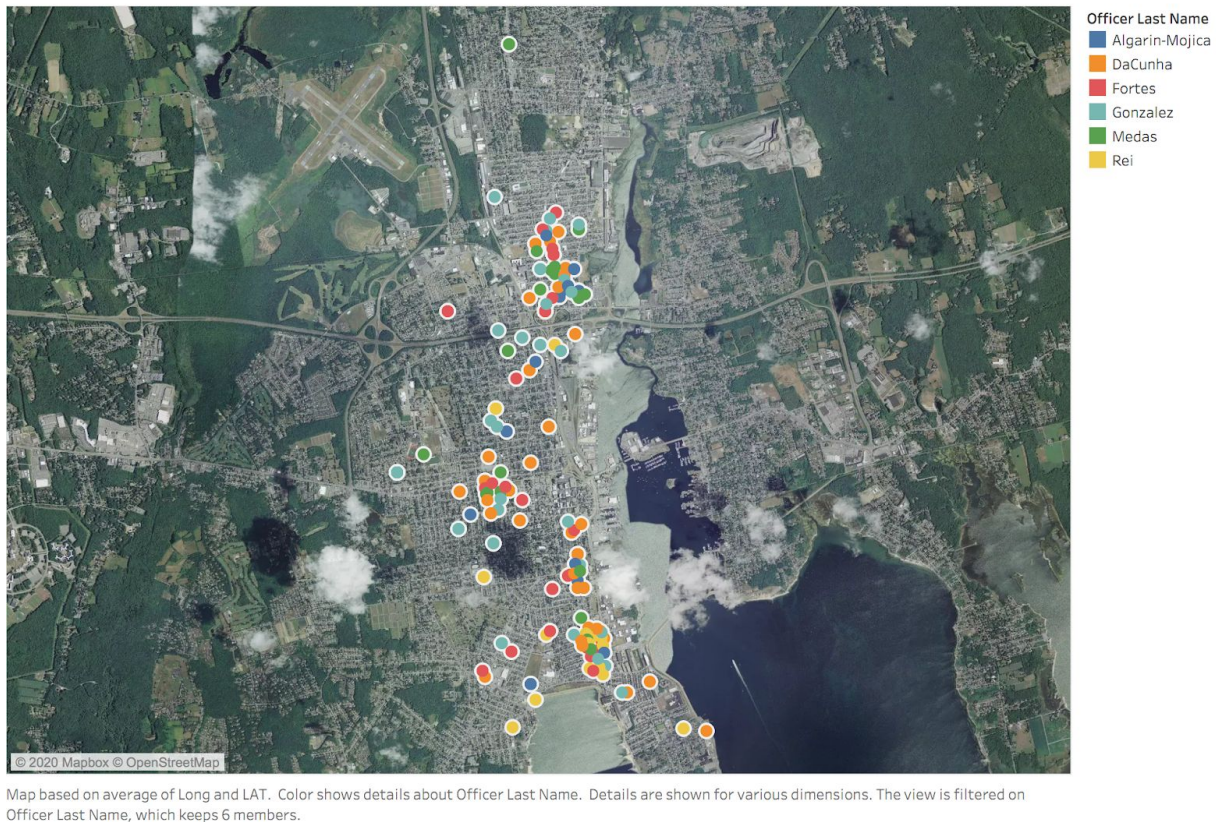 Officer Last Name
Algarin-Mojica
DaCunha
Fortes
Gonzalez
Medas
Rei
© 2020 Mapbox © OpenStreetMap
Map based on average of Long and LAT.  Color shows details about Officer Last Name.  Details are shown for various dimensions. The view is filtered on
Officer Last Name, which keeps 6 members.